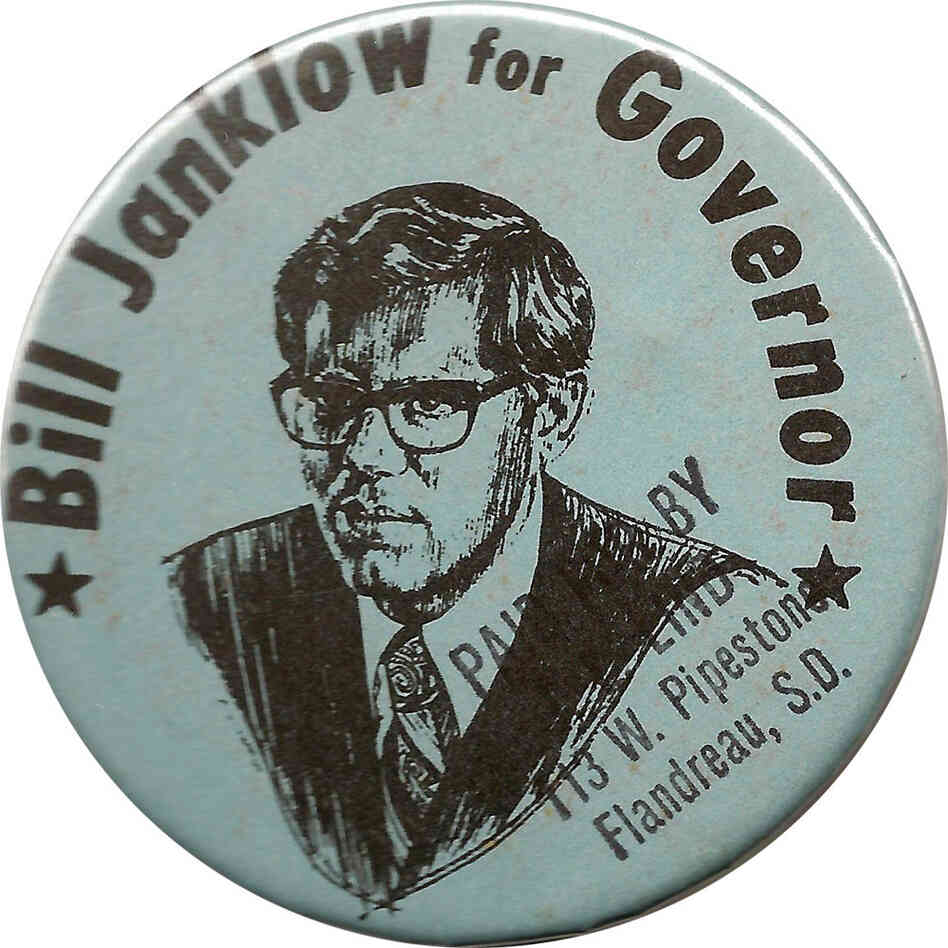 ★ Bill Janklow for Governor ★
BY
113 W. Pipestone,
Flandreau, S.D.